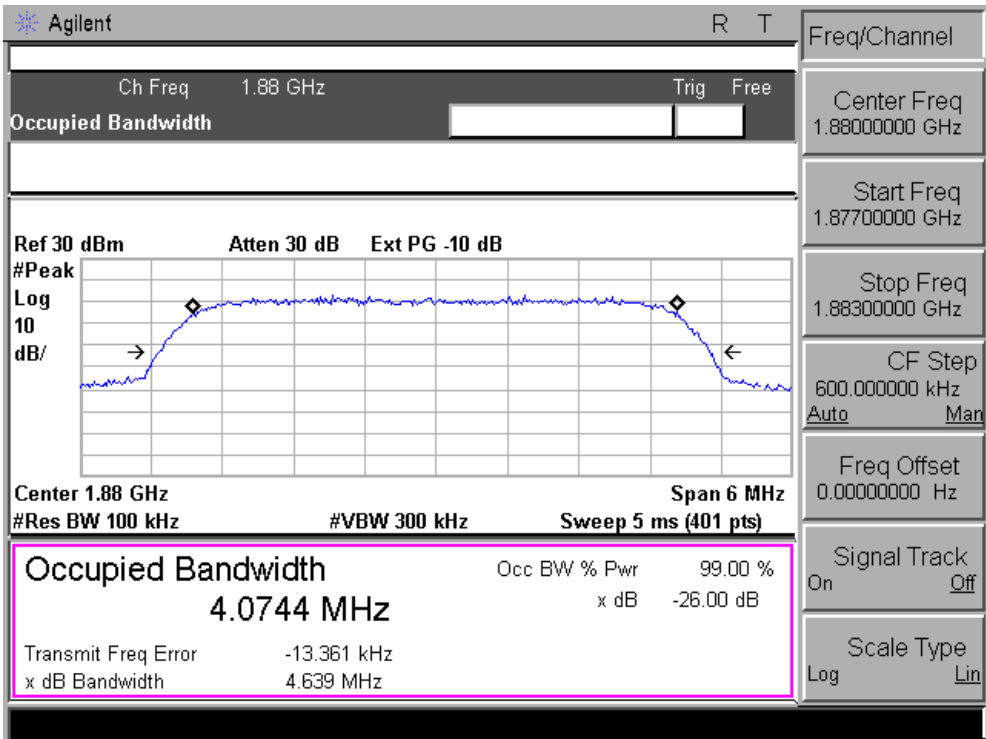 Agilent R T
Ch Freq 1.88 GHz Trig Free
Occupied Bandwidth
Ref 30 dBm Atten 30 dB Ext PG -10 dB
#Peak
Log
10
dB/
Center 1.88 GHz Span 6 MHz
#Res BW 100 kHz #VBW 300 kHz Sweep 5 ms (401 pts)
Occupied Bandwidth Occ BW % Pwr 99.00 %
4.0744 MHz x dB -26.00 dB
Transmit Freq Error -13.361 kHz
x dB Bandwidth 4.639 MHz
Freq/Channel
Center Freq
1.88000000 GHz
Start Freq
1.87700000 GHz
Stop Freq
1.88300000 GHz
CF Step
600.000000 kHz
Auto Man
Freq Offset
0.00000000 Hz
Signal Track
On Off
Scale Type
Log Lin